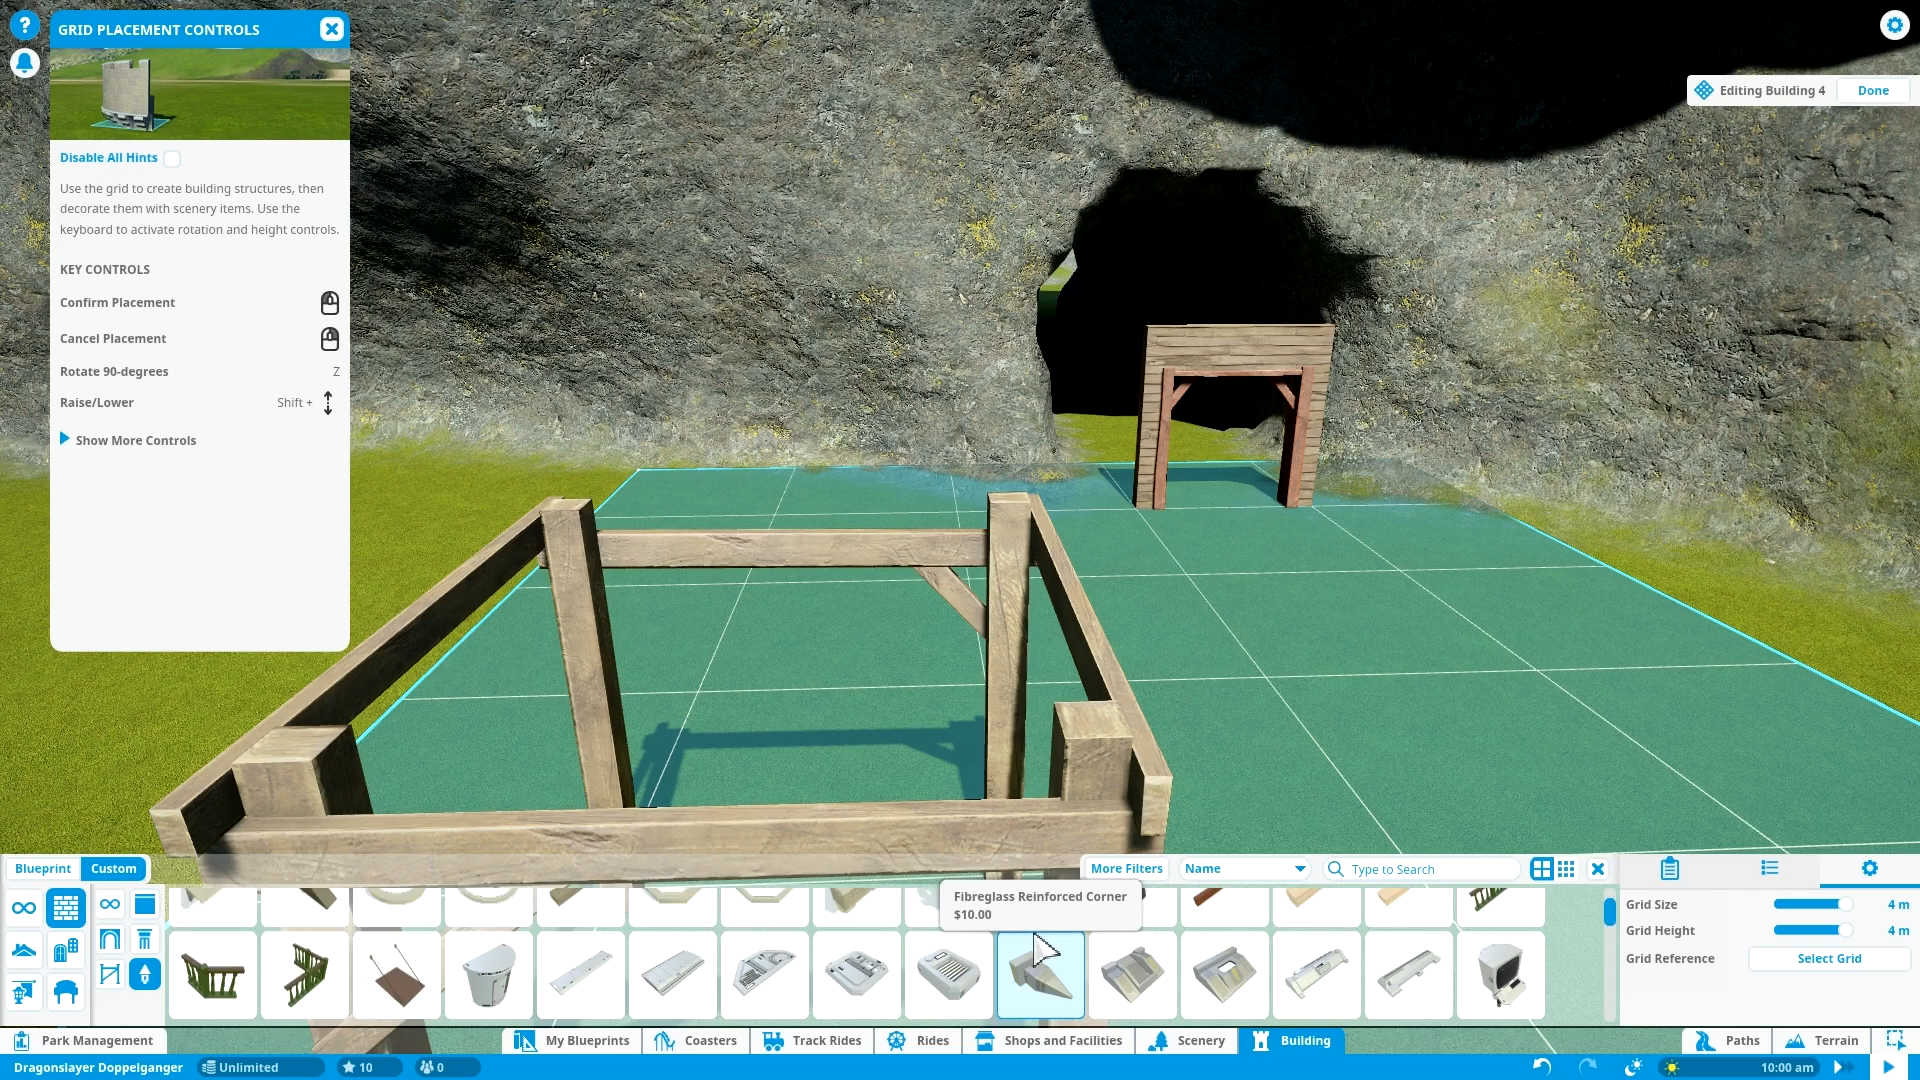 ?
GRID PLACEMENT CONTROLS
Disable All Hints
Use the grid to create building structures, then
decorate them with scenery items. Use the
keyboard to activate rotation and height controls.
KEY CONTROLS
Confirm Placement
Cancel Placement
Rotate 90-degrees Z
Raise/Lower Shift +
Show More Controls
Editing Building 4 Done
Blueprint Custom
More Filters Name Type to Search
Fibreglass Reinforced Corner
$10.00
Grid Size 4 m
Grid Height 4 m
Grid Reference Select Grid
Park Management My Blueprints Coasters Track Rides Rides Shops and Facilities Scenery Building Paths Terrain
Dragonslayer Doppelganger Unlimited 10 0 10:00 am